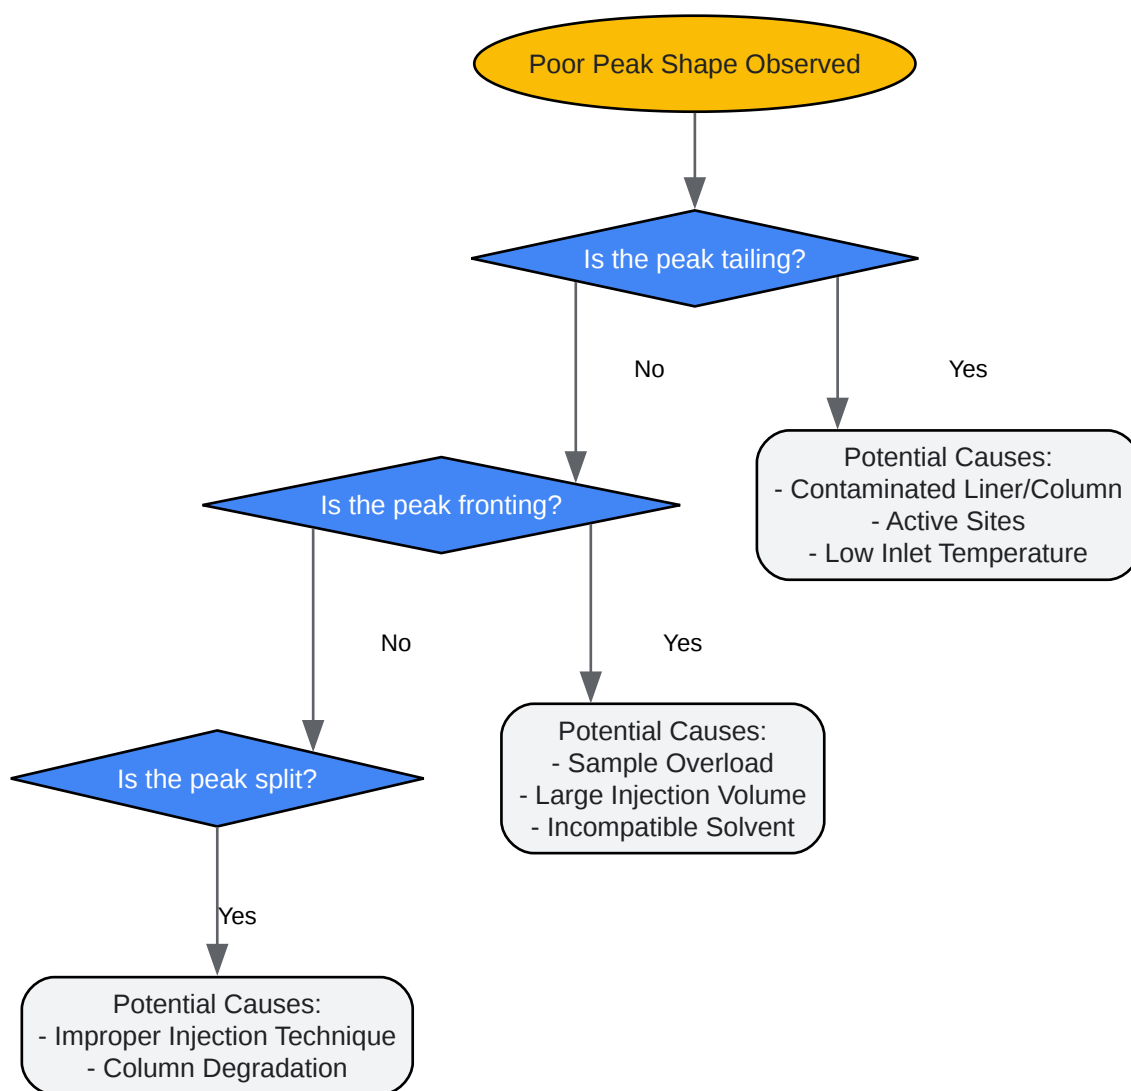 Poor Peak Shape Observed
Is the peak tailing?
No
Yes
Potential Causes:
- Contaminated Liner/Column
- Active Sites
- Low Inlet Temperature
Is the peak fronting?
No
Yes
Potential Causes:
- Sample Overload
- Large Injection Volume
- Incompatible Solvent
Is the peak split?
Yes
Potential Causes:
- Improper Injection Technique
- Column Degradation